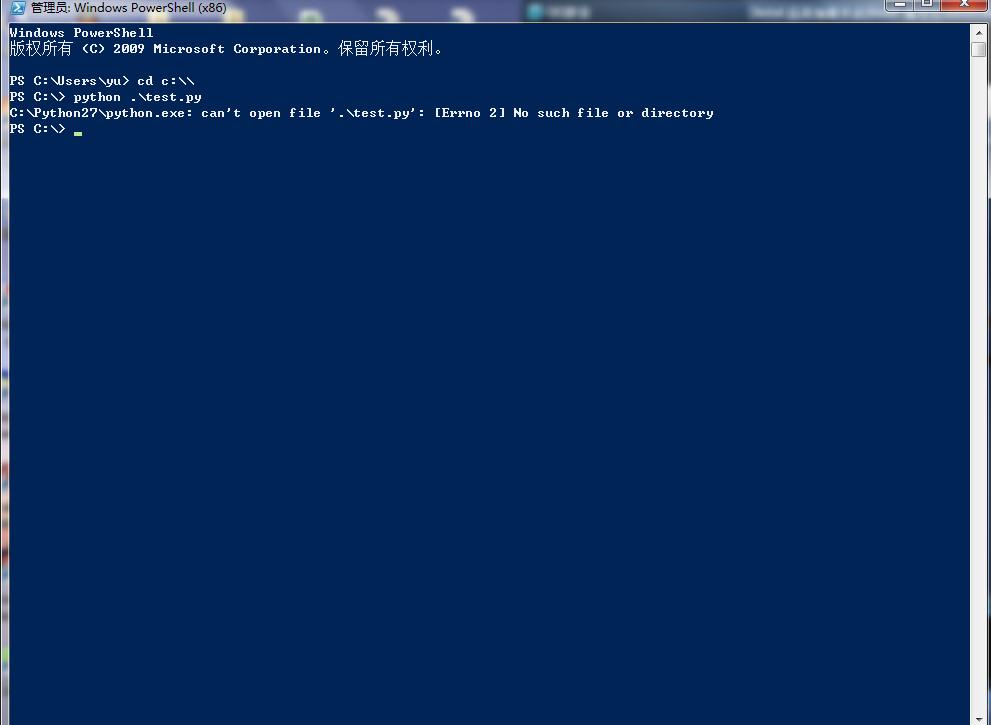 管理员: Windows PowerShell (x86)
Windows PowerShell
版权所有 (C) 2009 Microsoft Corporation。保留所有权利。
PS C:\Users\yu> cd c:\\
PS C:\> python .\test.py
C:\Python27\python.exe: can't open file '.\test.py': [Errno 2] No such file or directory
PS C:\>